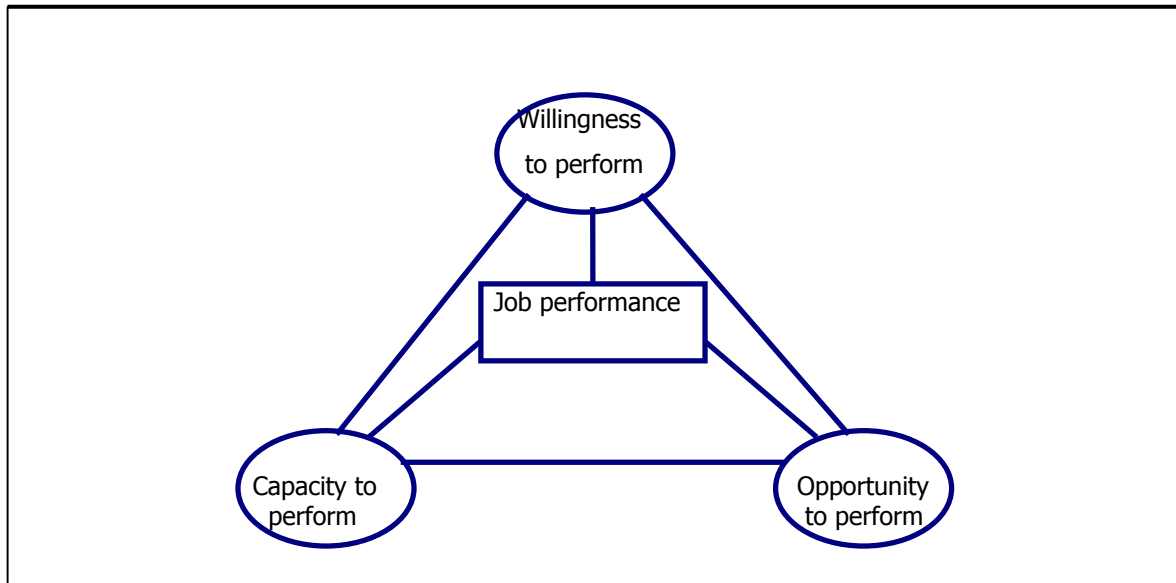 Willingness
to perform
Job performance
Capacity to
perform
Opportunity
to perform